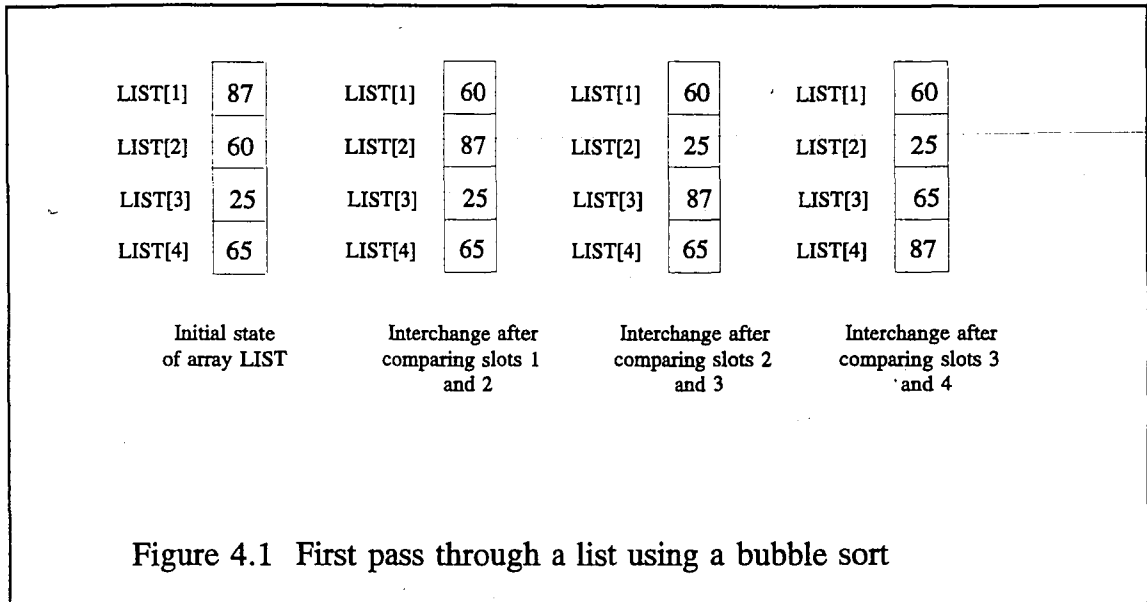 LIST[1] 87 LIST[1] 60 LIST[1] 60 LIST[1] 60
LIST[2] 60 LIST[2] 87 LIST[2] 25 LIST[2] 25
LIST[3] 25 LIST[3] 25 LIST[3] 87 LIST[3] 65
LIST[4] 65 LIST[4] 65 LIST[4] 65 LIST[4] 87
Initial state
of array LIST
Interchange after
comparing slots 1
and 2
Interchange after
comparing slots 2
and 3
Interchange after
comparing slots 3
and 4
Figure 4.1 First pass through a list using a bubble sort